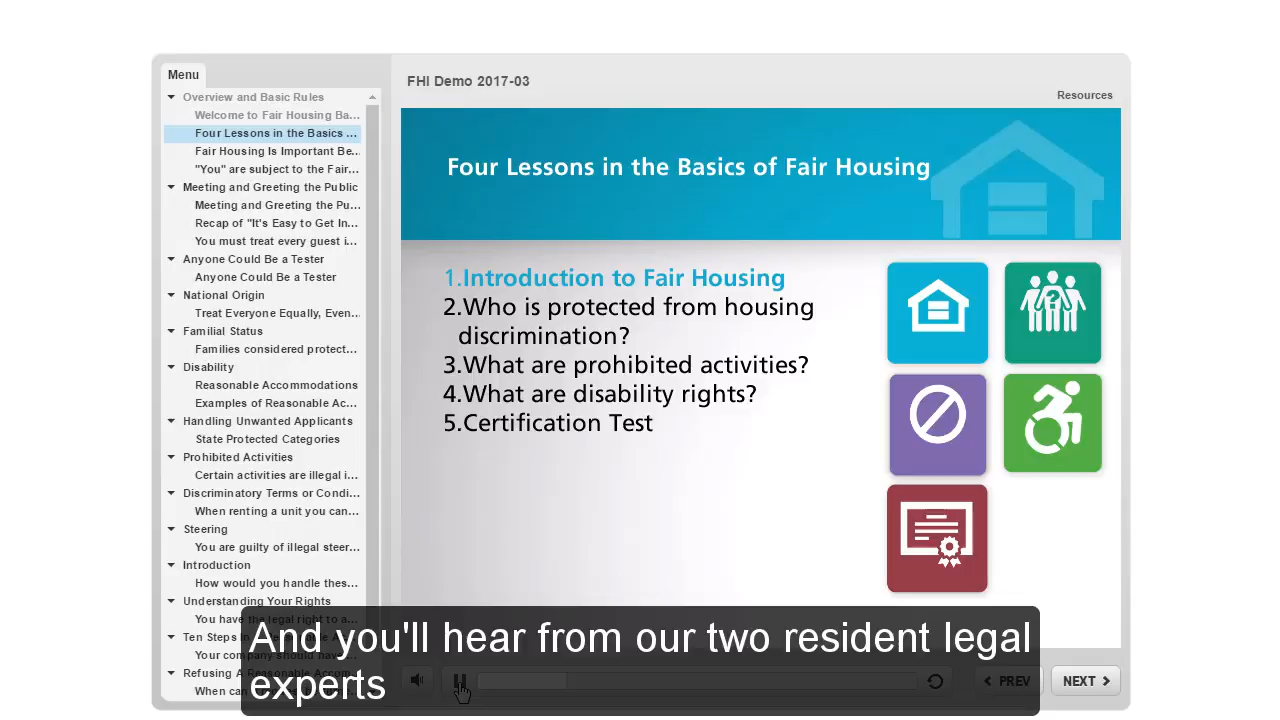 Menu
FHI Demo 2017-03
Resources
Overview and Basic Rules
Welcome to Fair Housing Ba...
Four Lessons in the Basics ...
Fair Housing Is Important Be...
"You" are subject to the Fair...
Meeting and Greeting the Public
Meeting and Greeting the Pu...
Recap of "It's Easy to Get In...
You must treat every guest i...
Anyone Could Be a Tester
Anyone Could Be a Tester
National Origin
Treat Everyone Equally, Even...
Familial Status
Families considered protect...
Disability
Reasonable Accommodations
Examples of Reasonable Ac...
Handling Unwanted Applicants
State Protected Categories
Prohibited Activities
Certain activities are illegal i...
Discriminatory Terms or Condi...
When renting a unit you can...
Steering
You are guilty of illegal steer...
Introduction
How would you handle thes...
Understanding Your Rights
You have the legal right to a
Ten Steps
Your company should have
Refusing A Reasonable Accom
When can
Four Lessons in the Basics of Fair Housing
1.Introduction to Fair Housing
2.Who is protected from housing
discrimination?
3.What are prohibited activities?
4.What are disability rights?
5.Certification Test
?
And you'll hear from our two resident legal
experts
PREV
NEXT